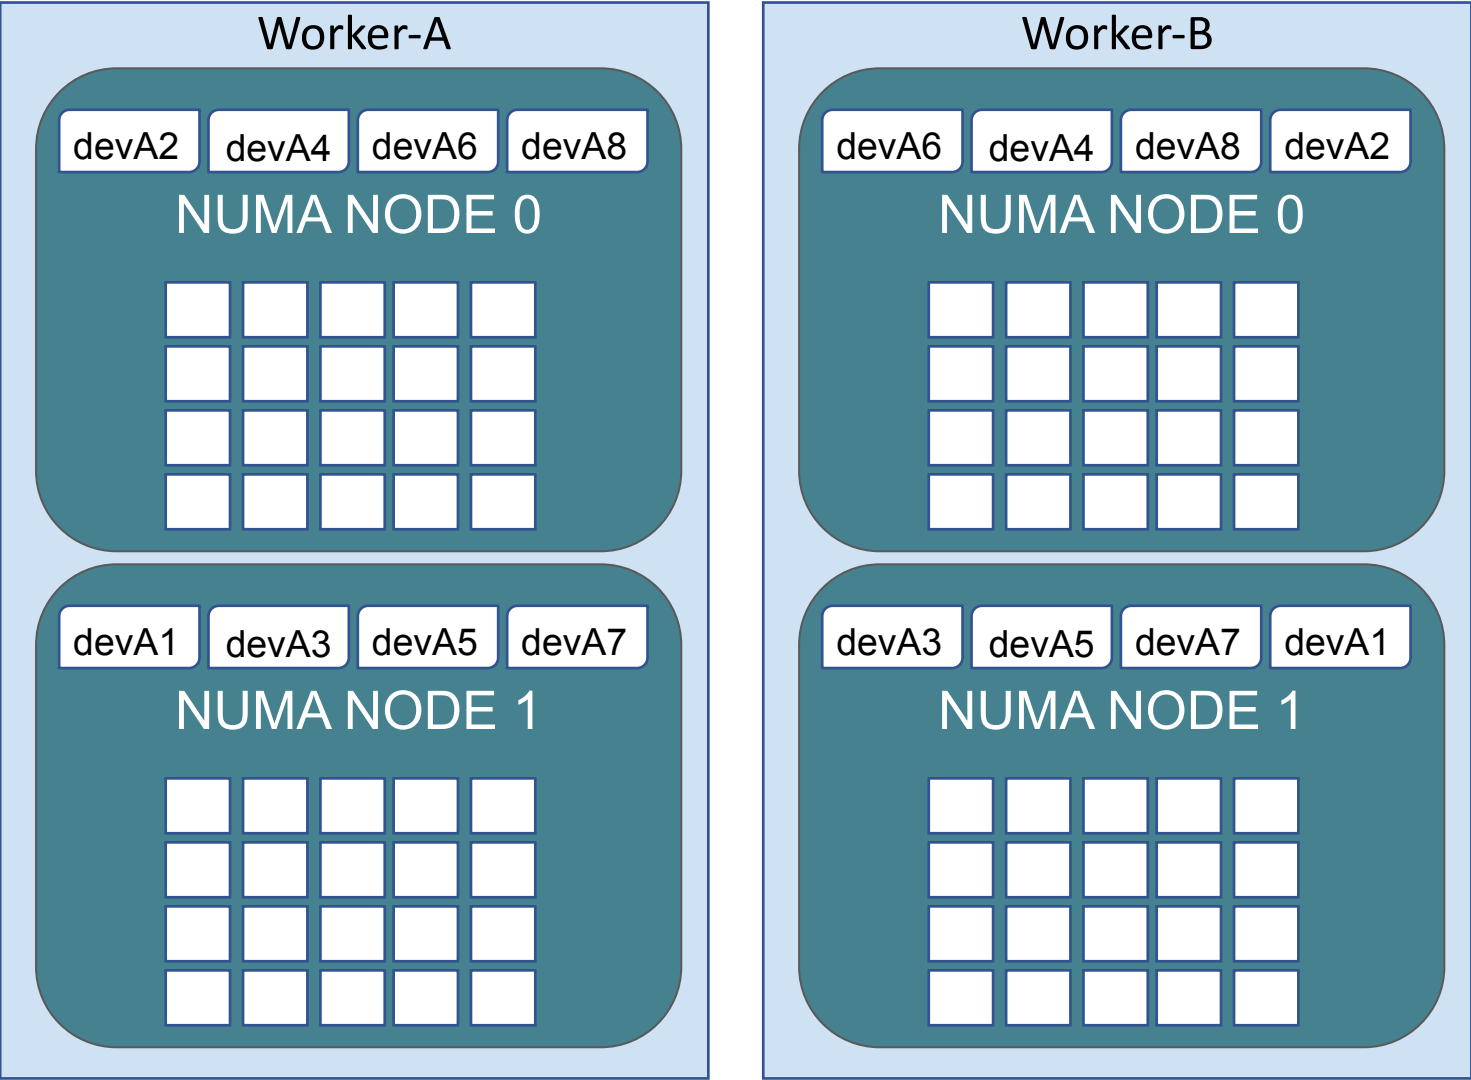 Worker-A
devA2 devA4 devA6 devA8
NUMA NODE 0
devA1 devA3 devA5 devA7
NUMA NODE 1
Worker-B
devA6 devA4 devA8 devA2
NUMA NODE 0
devA3 devA5 devA7 devA1
NUMA NODE 1